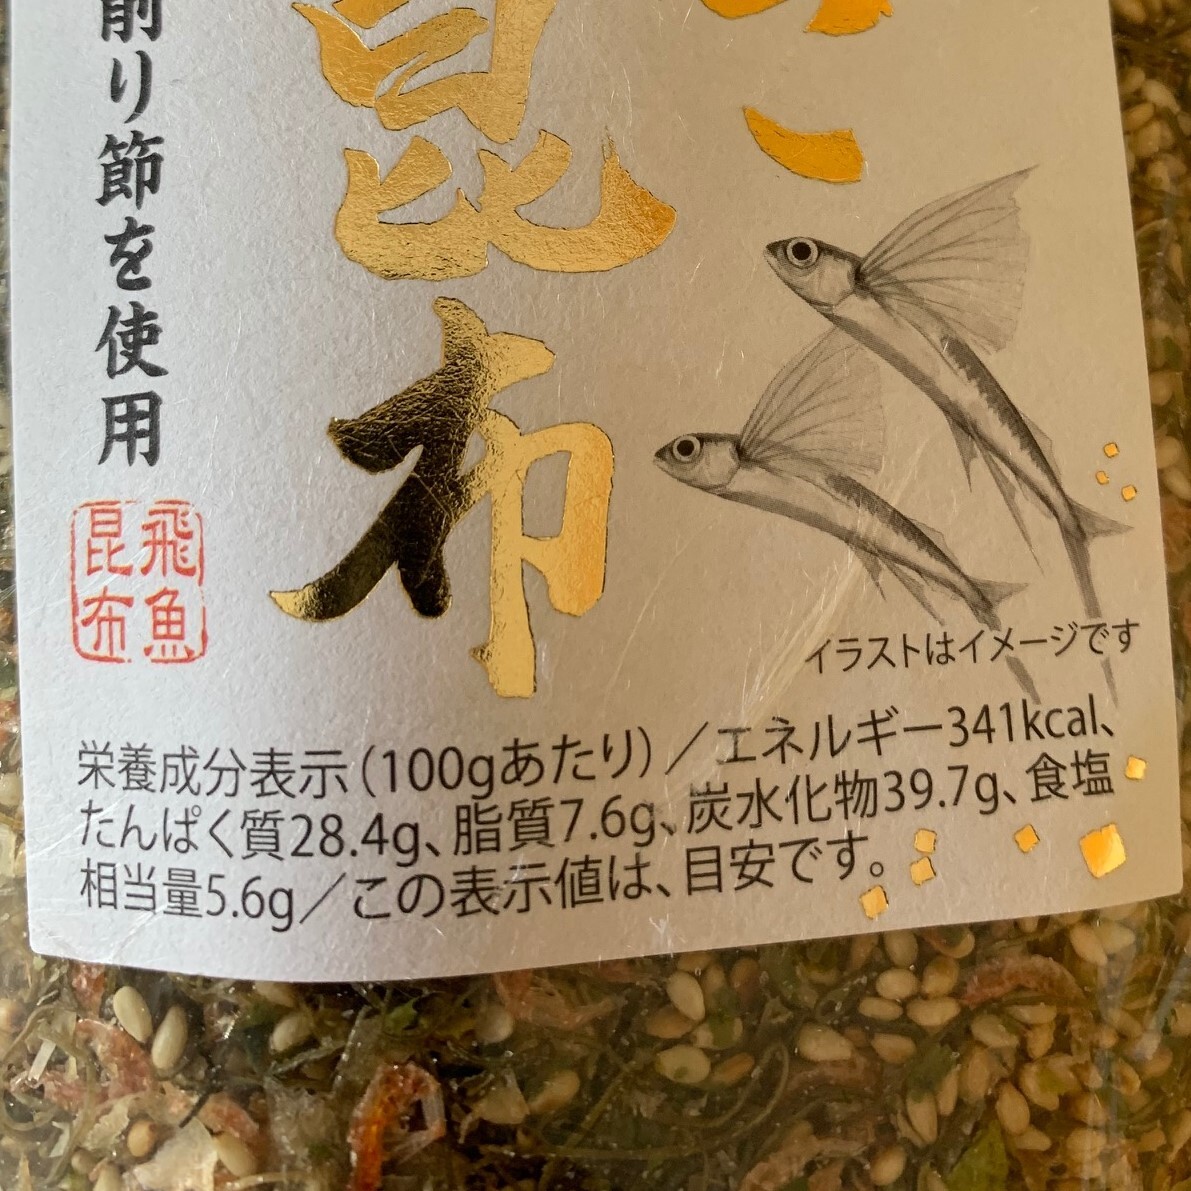 昆布
削り節を使用
飛魚
昆布
イラストはイメージです
栄養成分表示(100gあたり)／エネルギー341kcal、
たんぱく質28.4g、脂質7.6g、炭水化物39.7g、食塩
相当量5.6g／この表示値は、目安です。